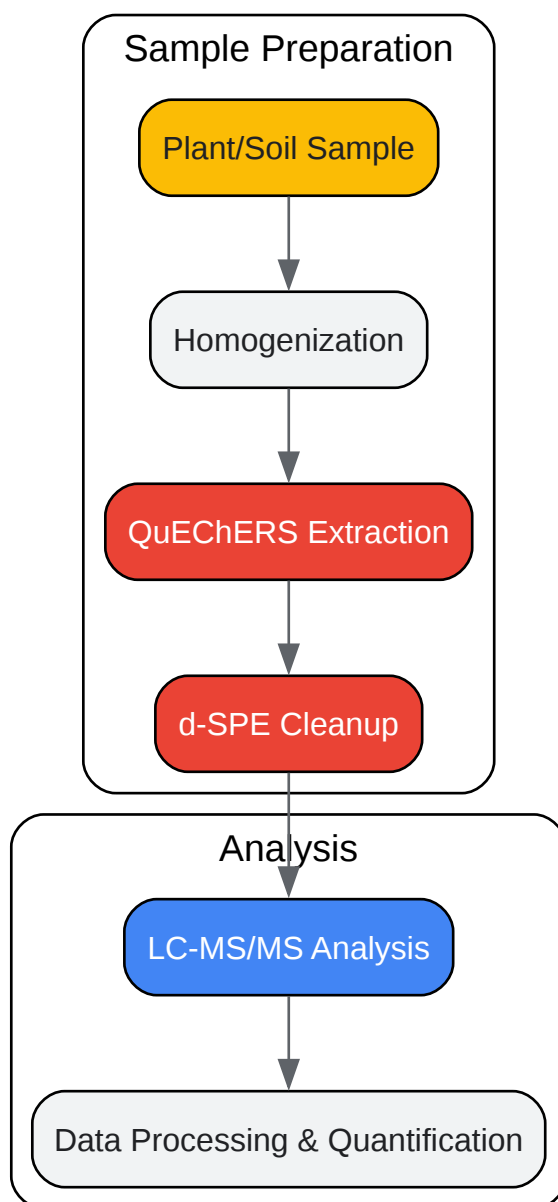 Sample Preparation
Plant/Soil Sample
Homogenization
QuEChERS Extraction
d-SPE Cleanup
Analysis
LC-MS/MS Analysis
Data Processing & Quantification